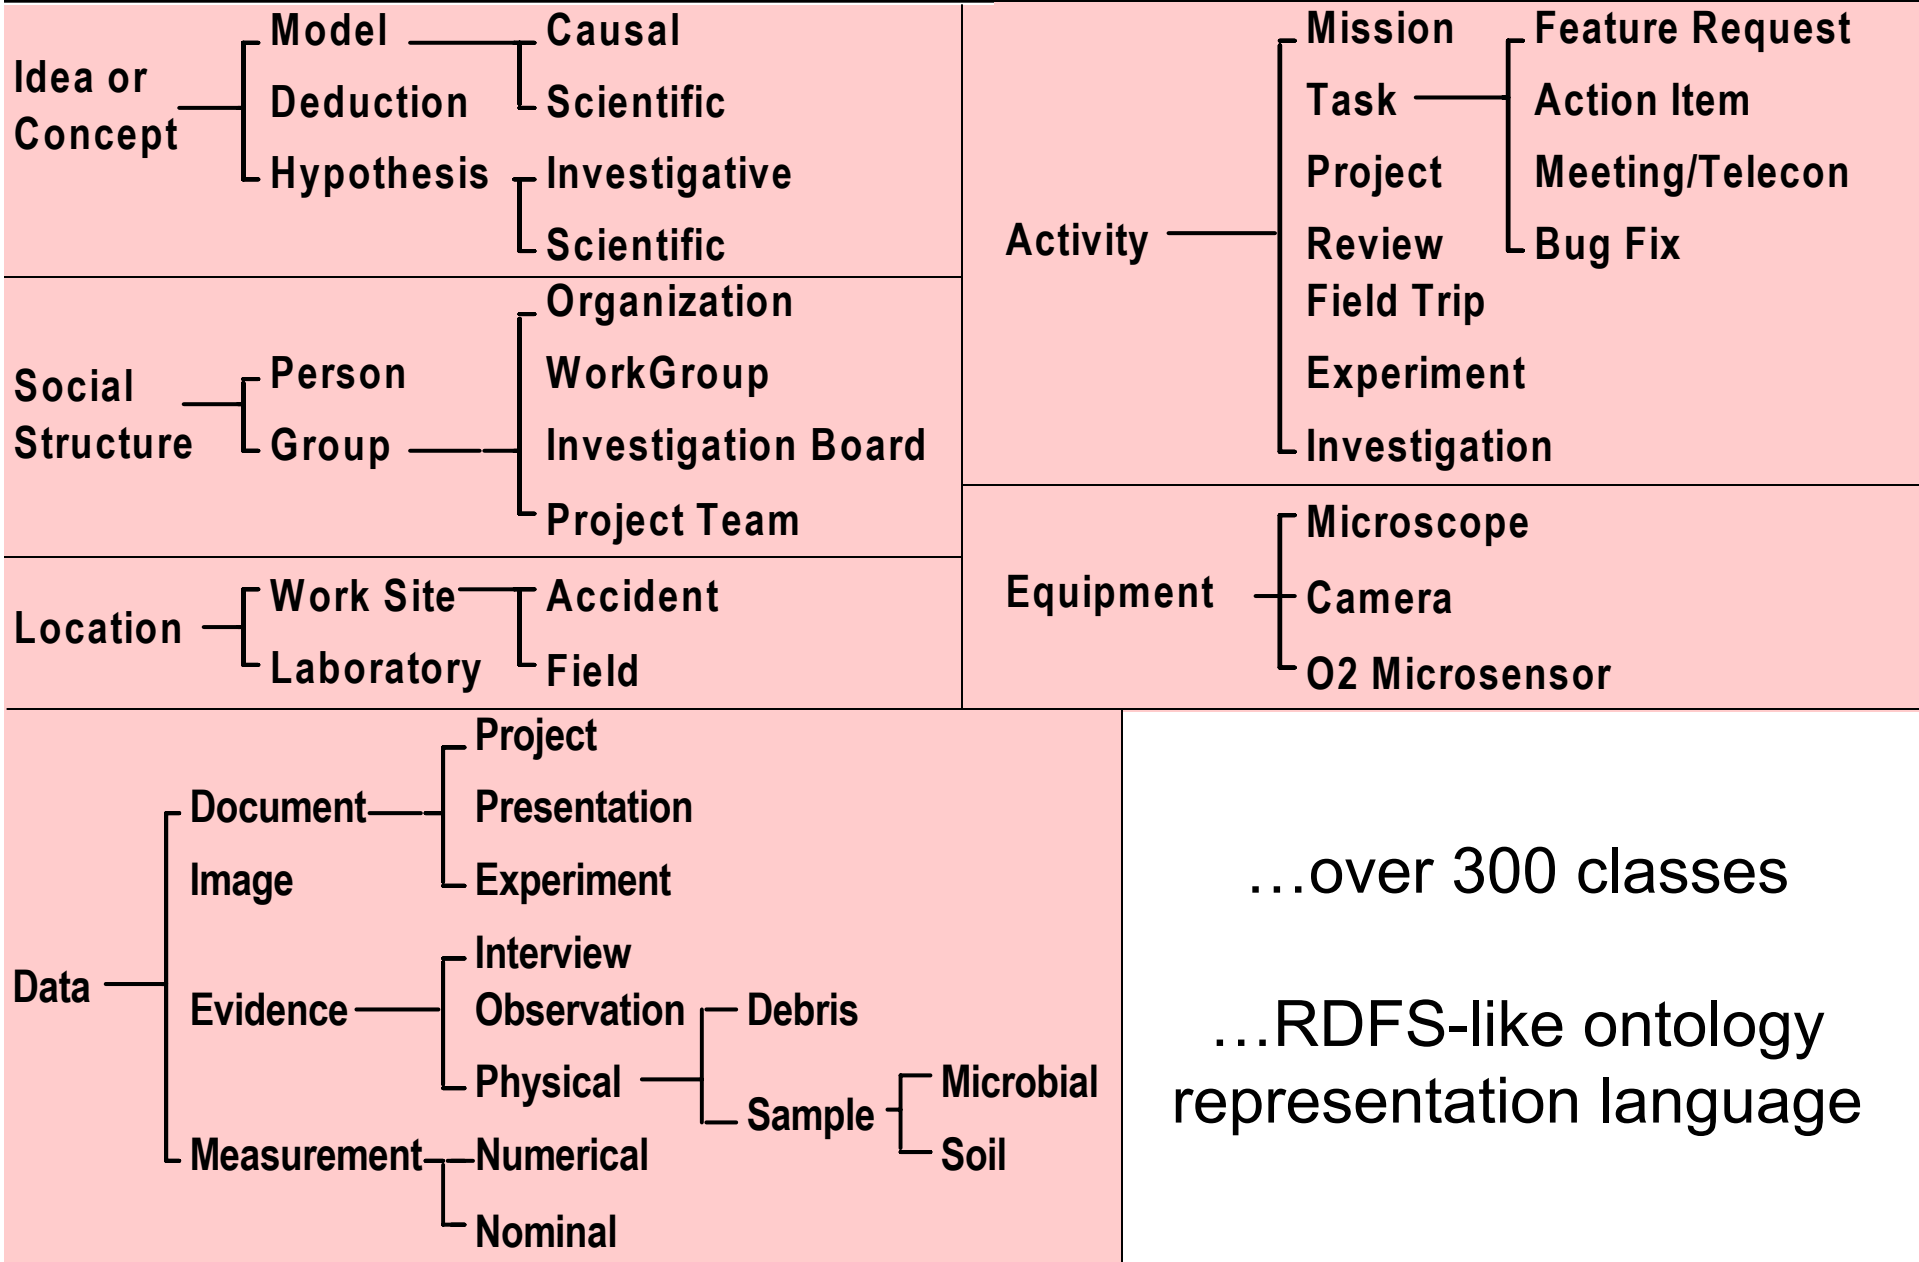 Idea or
Concept
Model
Causal
Deduction
Scientific
Hypothesis
Investigative
Scientific
Social
Structure
Person
Group
Organization
WorkGroup
Investigation Board
Project Team
Location
Work Site
Accident
Laboratory
Field
Activity
Mission
Task
Project
Review
Field Trip
Experiment
Investigation
Feature Request
Action Item
Meeting/Telecon
Bug Fix
Equipment
Microscope
Camera
O2 Microsensor
Data
Document
Project
Presentation
Experiment
Image
Evidence
Interview
Observation
Physical
Debris
Sample
Microbial
Soil
Measurement
Numerical
Nominal
…over 300 classes
…RDFS-like ontology
representation language